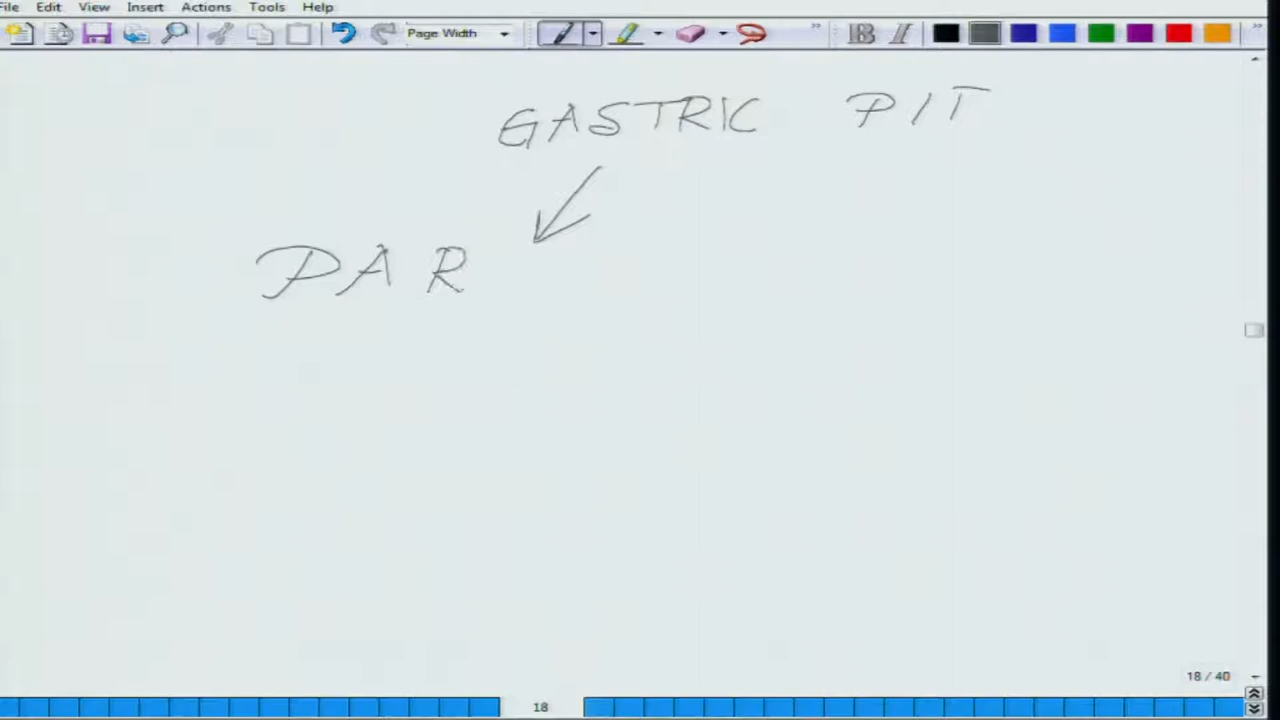 File Edit View Insert Actions Tools Help
Page Width
GASTRIC PIT
PAR
18 / 40
18